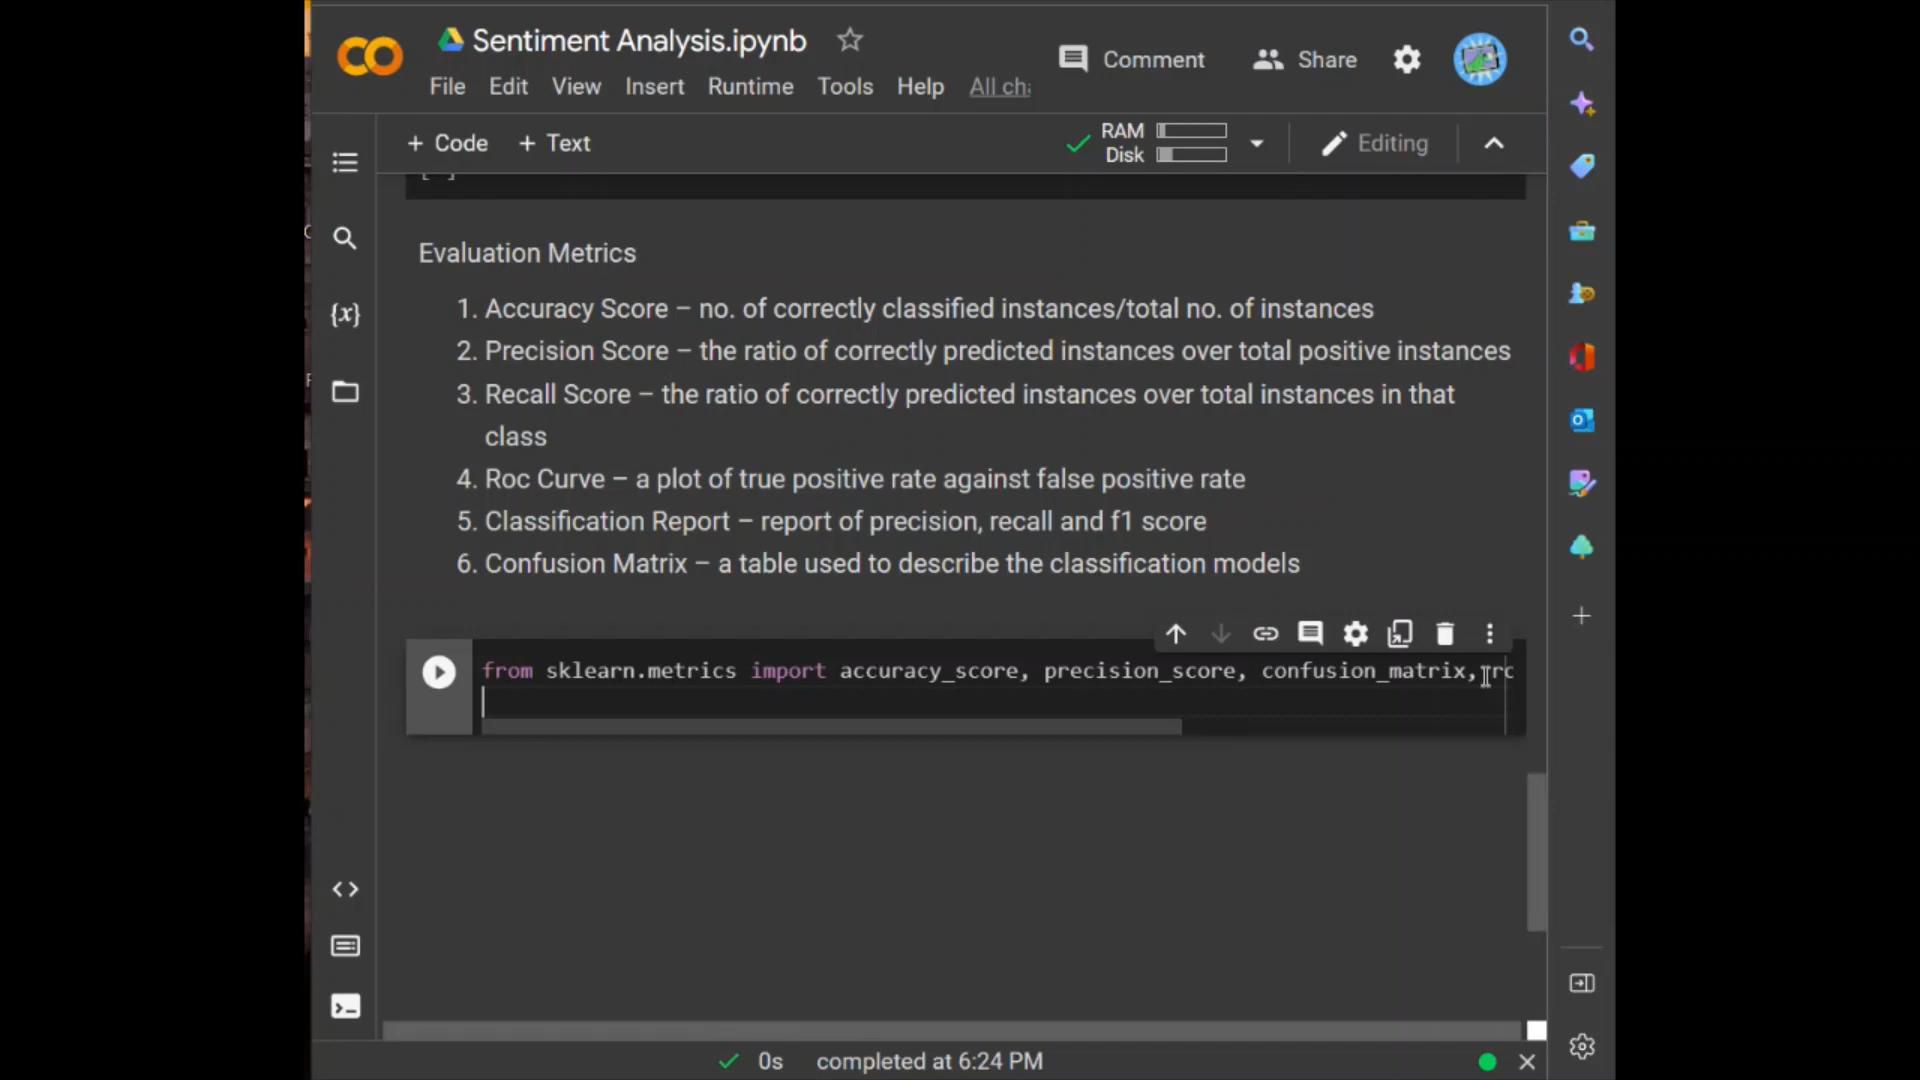 Sentiment Analysis.ipynb
Comment
Share
File Edit View Insert Runtime Tools Help All
+ Code + Text
RAM
Disk
Editing
Evaluation Metrics
1. Accuracy Score – no. of correctly classified instances/total no. of instances
2. Precision Score – the ratio of correctly predicted instances over total positive instances
3. Recall Score – the ratio of correctly predicted instances over total instances in that
class
4. Roc Curve – a plot of true positive rate against false positive rate
5. Classification Report – report of precision, recall and f1 score
6. Confusion Matrix – a table used to describe the classification models
from sklearn.metrics import accuracy_score, precision_score, confusion_matrix,
0s completed at 6:24 PM